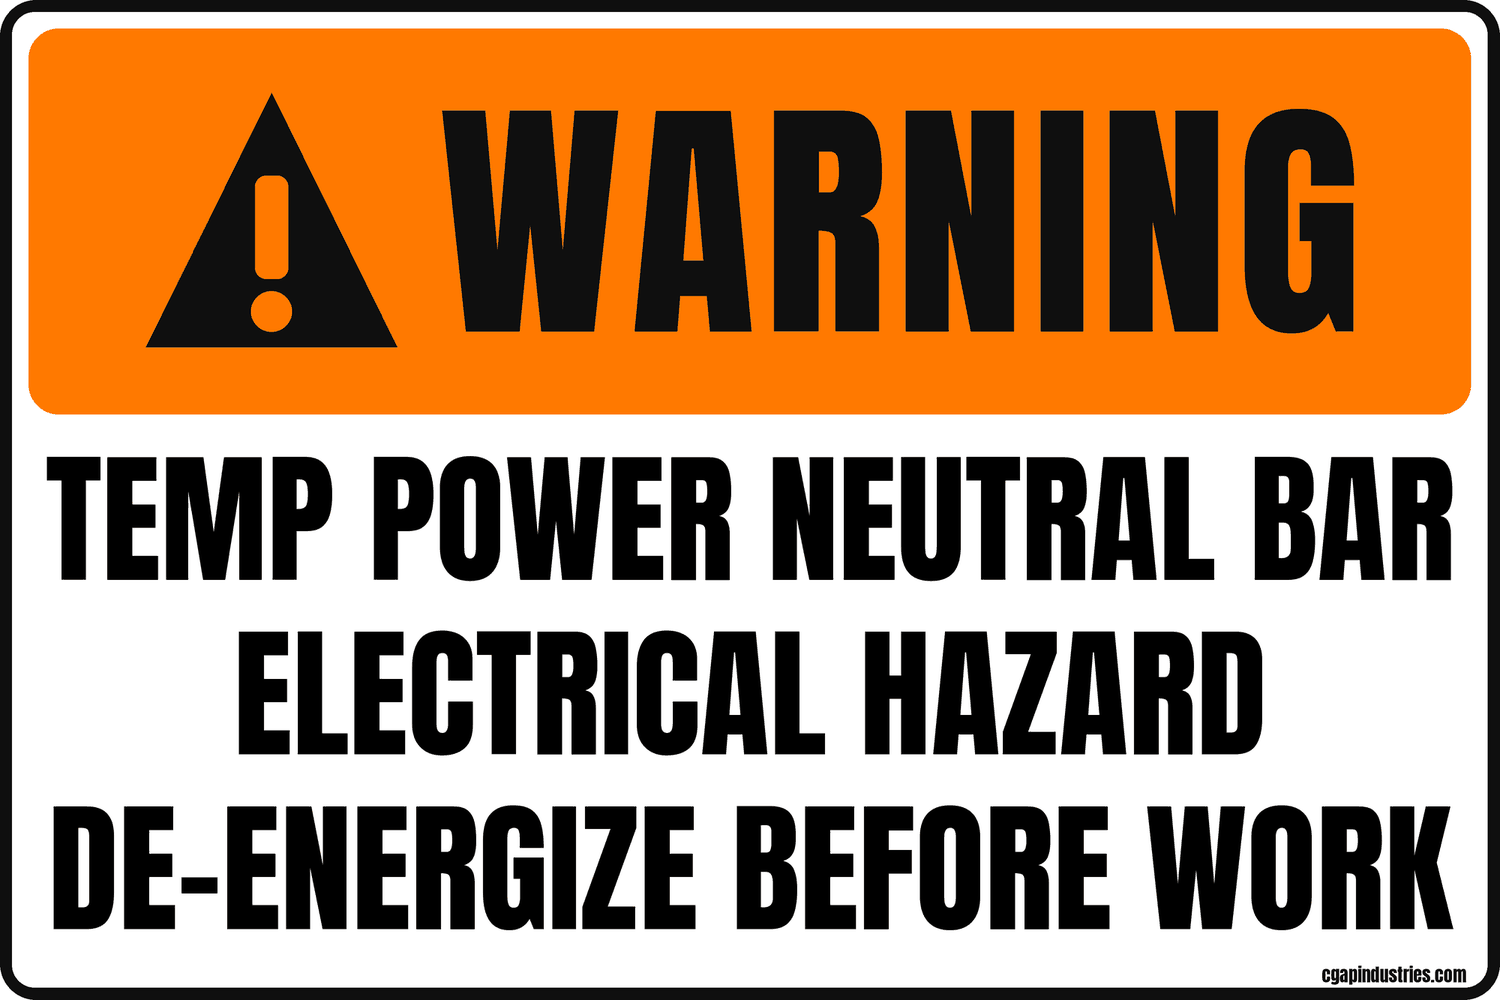 WARNING
TEMP POWER NEUTRAL BAR
ELECTRICAL HAZARD
DE-ENERGIZE BEFORE WORK
cgapindustries.com